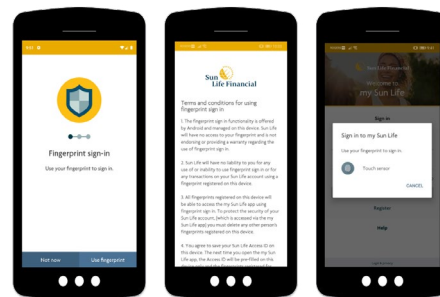 Fingerprint sign-in
Use your fingerprint to sign in.
Not now
Use fingerprint
Sun
Life Financial
Terms and conditions for using
fingerprint sign in
1. The fingerprint sign in functionality is offered
by Android and managed on this device. Sun Life
will have no access to your fingerprint and is not
endorsing or providing a warranty regarding the
use of fingerprint sign in.
2. Sun Life will have no liability to you for any
use of or inability to use fingerprint sign in or for
any transactions on your Sun Life account using a
fingerprint registered on this device.
3. All fingerprints registered on this device will
be able to access the my Sun Life app using
fingerprint sign in. To protect the security of your
Sun Life account, (which is accessed via the my
Sun Life app) you must delete any other person's
fingerprints registered on this device.
4. You agree to save your Sun Life Access ID on
this device. The next time you open the my Sun
Life app, the Access ID will be pre-filled on this
Sun Life Financial
Welcome to
my Sun Life
Sign in
Sign in to my Sun Life
Use your fingerprint to sign in.
Touch sensor
CANCEL
Register
Help